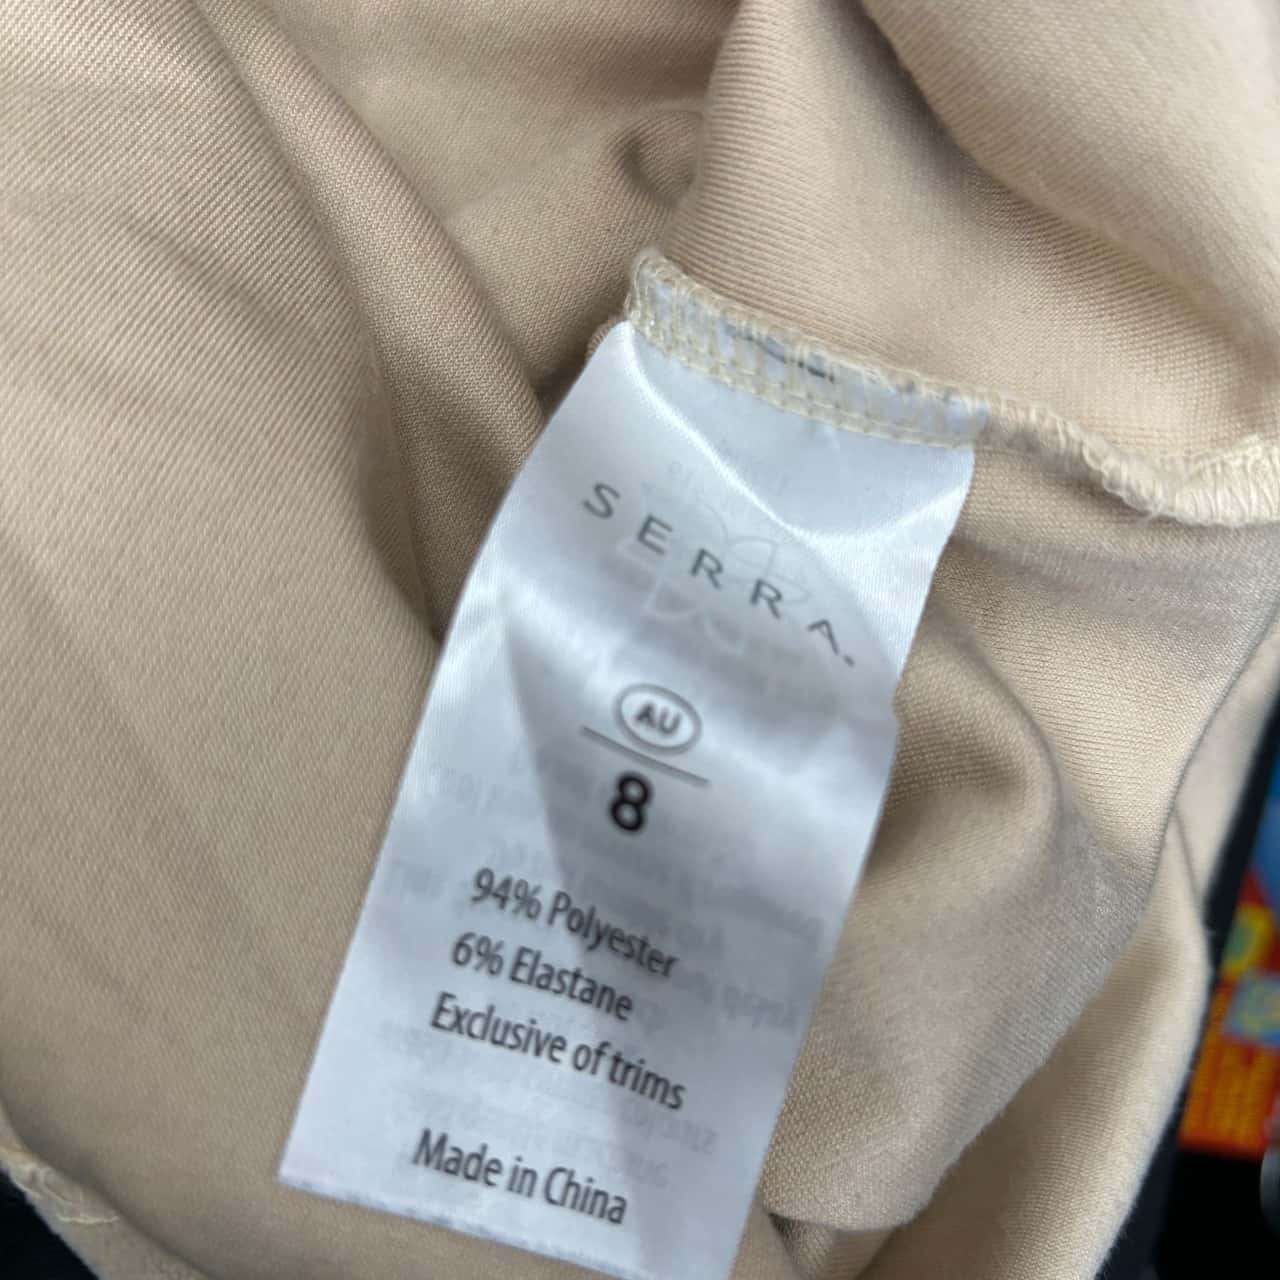 SERRA.
AU
8
94% Polyester
6% Elastane
Exclusive of trims
Made in China